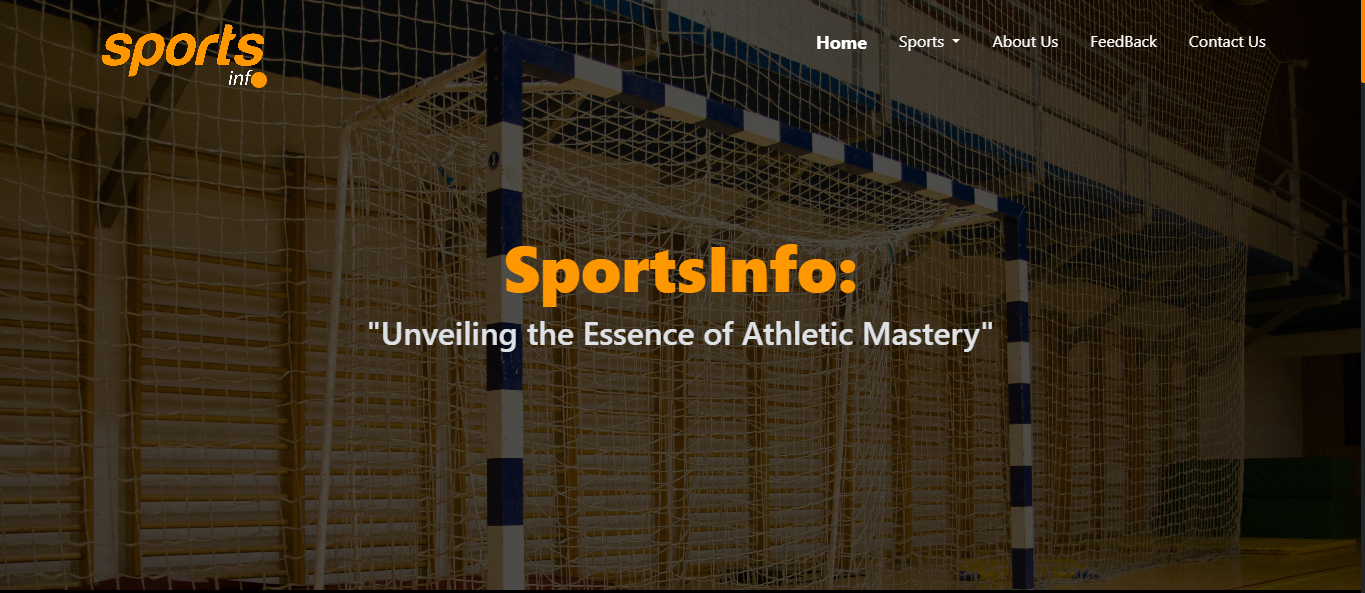 sports
info
Home
Sports
About Us
FeedBack
Contact Us
SportsInfo:
"Unveiling the Essence of Athletic Mastery"